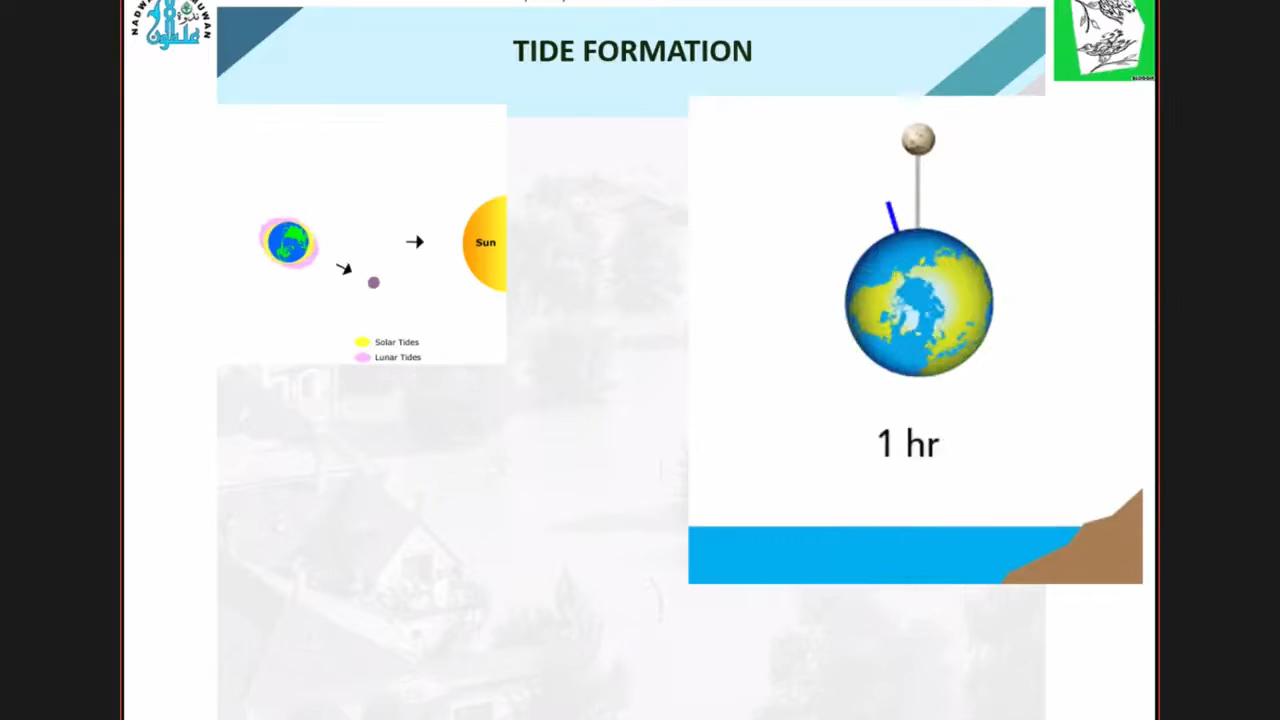 TIDE FORMATION
Sun
Solar Tides
Lunar Tides
1 hr